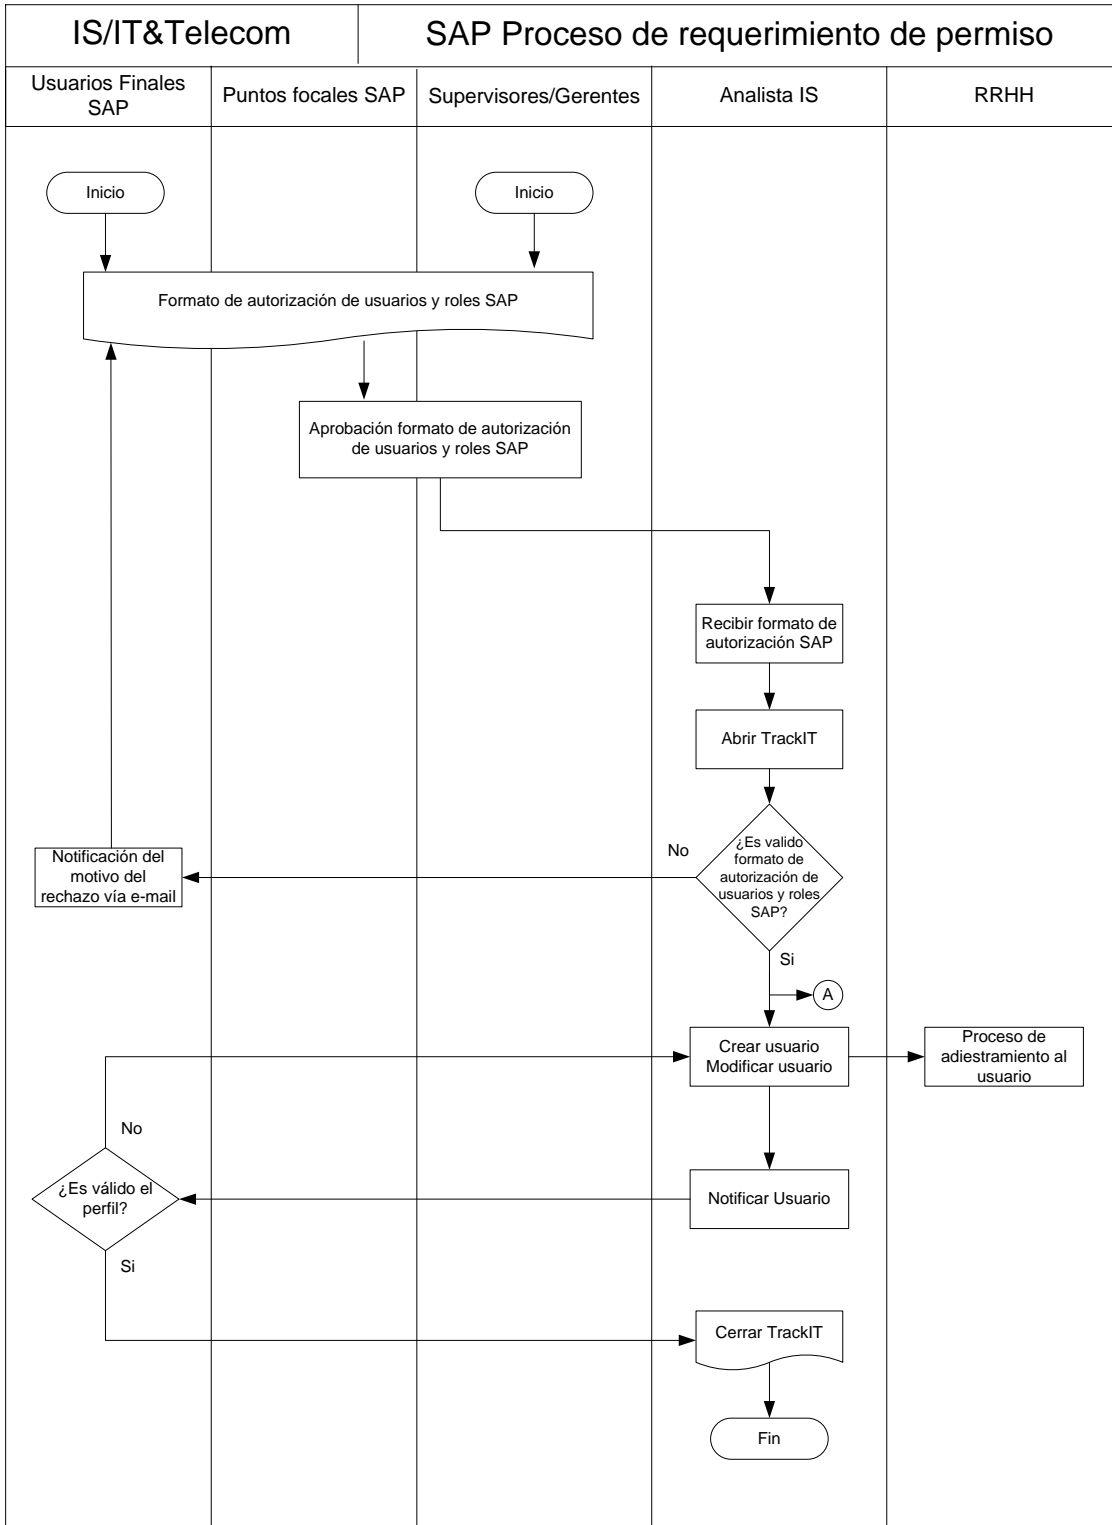 IS/IT&Telecom
SAP Proceso de requerimiento de permiso
Usuarios Finales
SAP
Puntos focales SAP
Supervisores/Gerentes
Analista IS
RRHH
Inicio
Inicio
Formato de autorización de usuarios y roles SAP
Aprobación formato de autorización
de usuarios y roles SAP
Recibir formato de
autorización SAP
Abrir TrackIT
¿Es valido
formato de
autorización de
usuarios y roles
SAP?
No
Notificación del
motivo del
rechazo vía e-mail
Si
A
Crear usuario
Modificar usuario
Proceso de
adiestramiento al
usuario
No
¿Es válido el
perfil?
Notificar Usuario
Si
Cerrar TrackIT
Fin